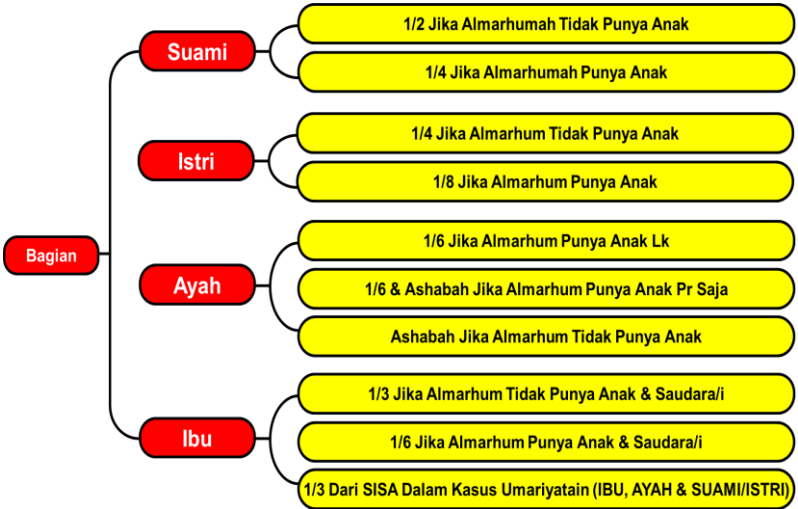 Bagian
Suami
1/2 Jika Almarhumah Tidak Punya Anak
1/4 Jika Almarhumah Punya Anak
Istri
1/4 Jika Almarhum Tidak Punya Anak
1/8 Jika Almarhum Punya Anak
Ayah
1/6 Jika Almarhum Punya Anak Lk
1/6 & Ashabah Jika Almarhum Punya Anak Pr Saja
Ashabah Jika Almarhum Tidak Punya Anak
Ibu
1/3 Jika Almarhum Tidak Punya Anak & Saudara/i
1/6 Jika Almarhum Punya Anak & Saudara/i
1/3 Dari SISA Dalam Kasus Umariyatain (IBU, AYAH & SUAMI/ISTRI)